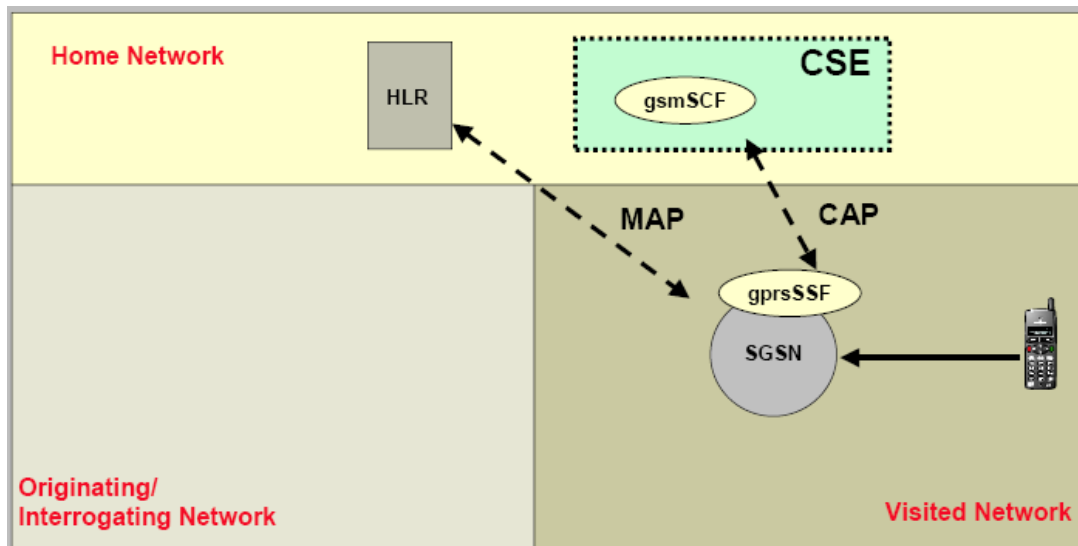 Home Network
HLR
CSE
gsmSCF
MAP
CAP
gprsSSF
SGSN
Originating/
Interrogating Network
Visited Network